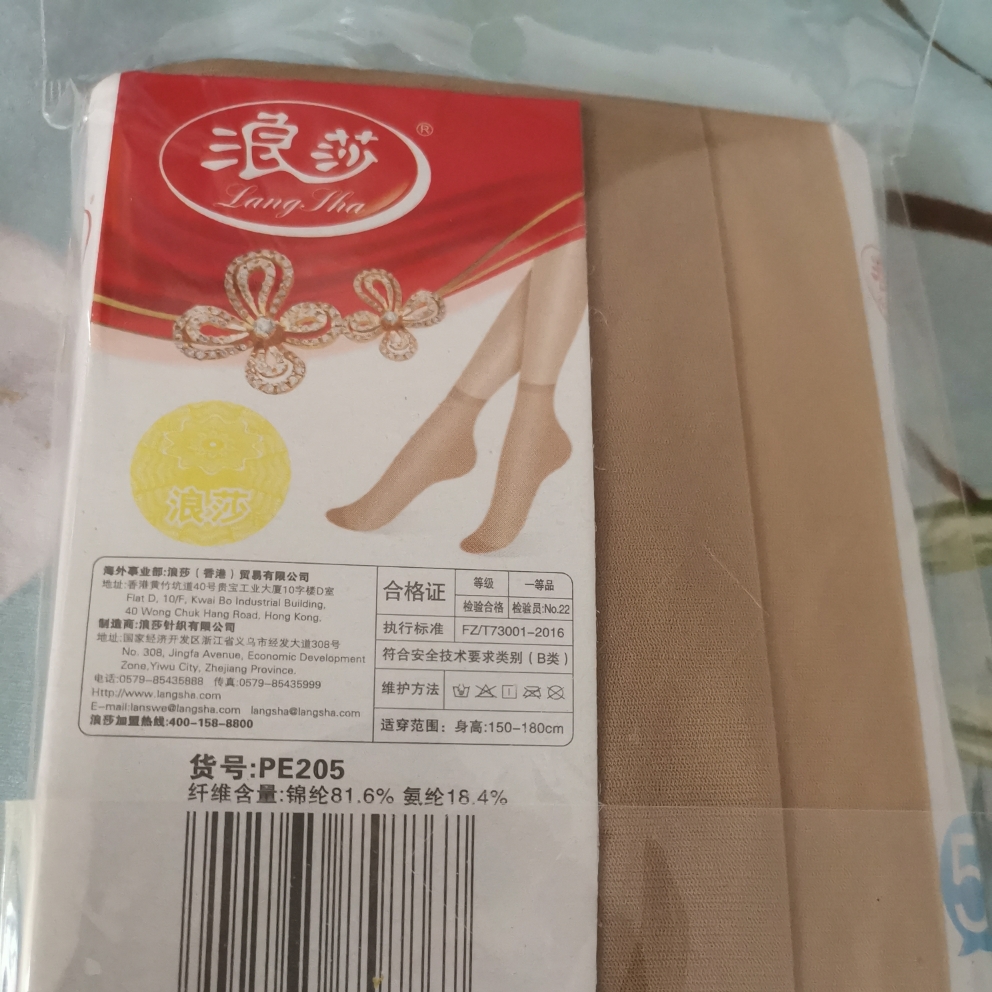 浪莎®
LangSha
浪莎
海外事业部:浪莎(香港)贸易有限公司
地址:香港黄竹坑道40号贵宝工业大厦10字楼D室
Flat D, 10/F, Kwai Bo Industrial Building,
40 Wong Chuk Hang Road. Hong Kong.
制造商:浪莎针织有限公司
地址:国家经济开发区浙江省义乌市经发大道308号
No. 308, Jingfa Avenue, Economic Development
Zone,Yiwu City, Zhejiang Province.
电话:0579-85435888 传真:0579-85435999
Http://www.langsha.com
E-mail:lanswe@langsha.com langsha@langsha.com
浪莎加盟热线:400-158-8800
合格证
等级 一等品
检验合格 检验员:No.22
执行标准 FZ/T73001-2016
符合安全技术要求类别(B类)
维护方法
适穿范围: 身高:150-180cm
货号:PE205
纤维含量:锦纶81.6% 氨纶18.4%
5